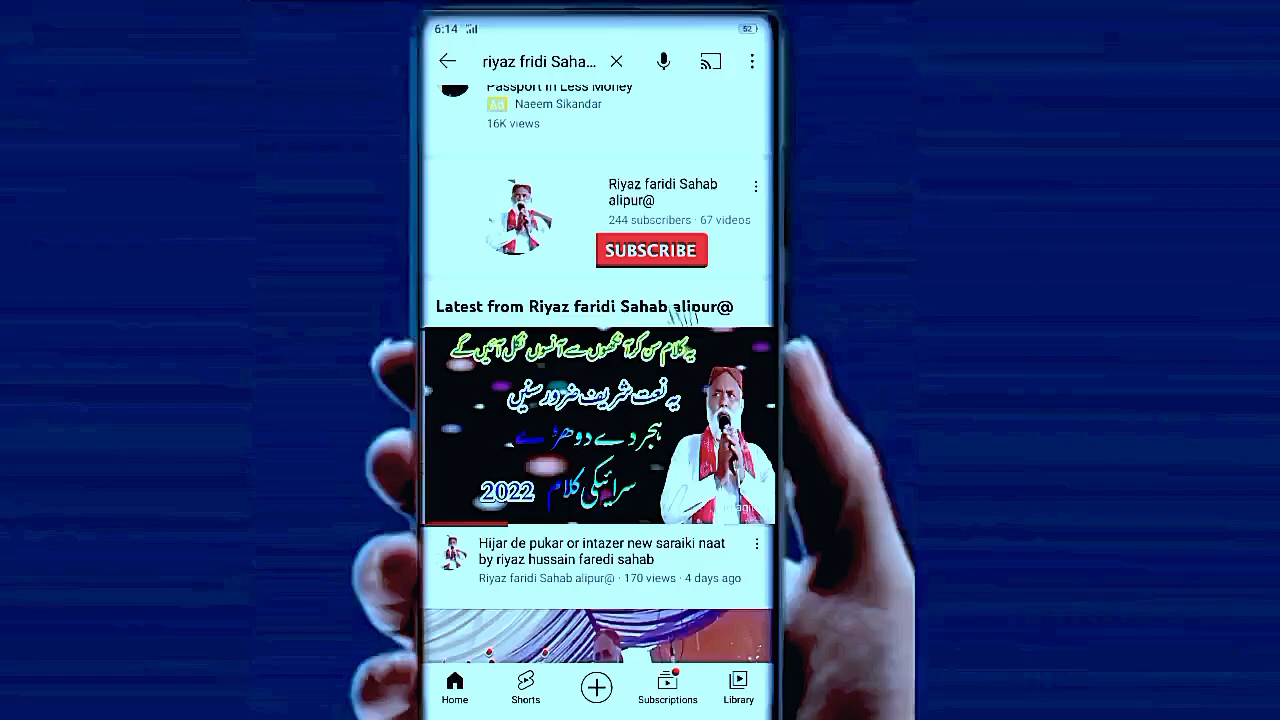 6:14
52
riyaz fridi Saha...
Passport In Less Money
Ad Naeem Sikandar
16K views
Riyaz faridi Sahab
alipur@
244 subscribers · 67 videos
SUBSCRIBE
Latest from Riyaz faridi Sahab alipur@
یہ کلام سن کر آنکھوں سے آنسوں نکل آئیں گے
یہ نعت شریف ضرور سنیں
ہجر دے دوھڑے
سرائیکی کلام 2022
Hijar de pukar or intazer new saraiki naat
by riyaz hussain faredi sahab
Riyaz faridi Sahab alipur@ · 170 views · 4 days ago
Home
Shorts
Subscriptions
Library